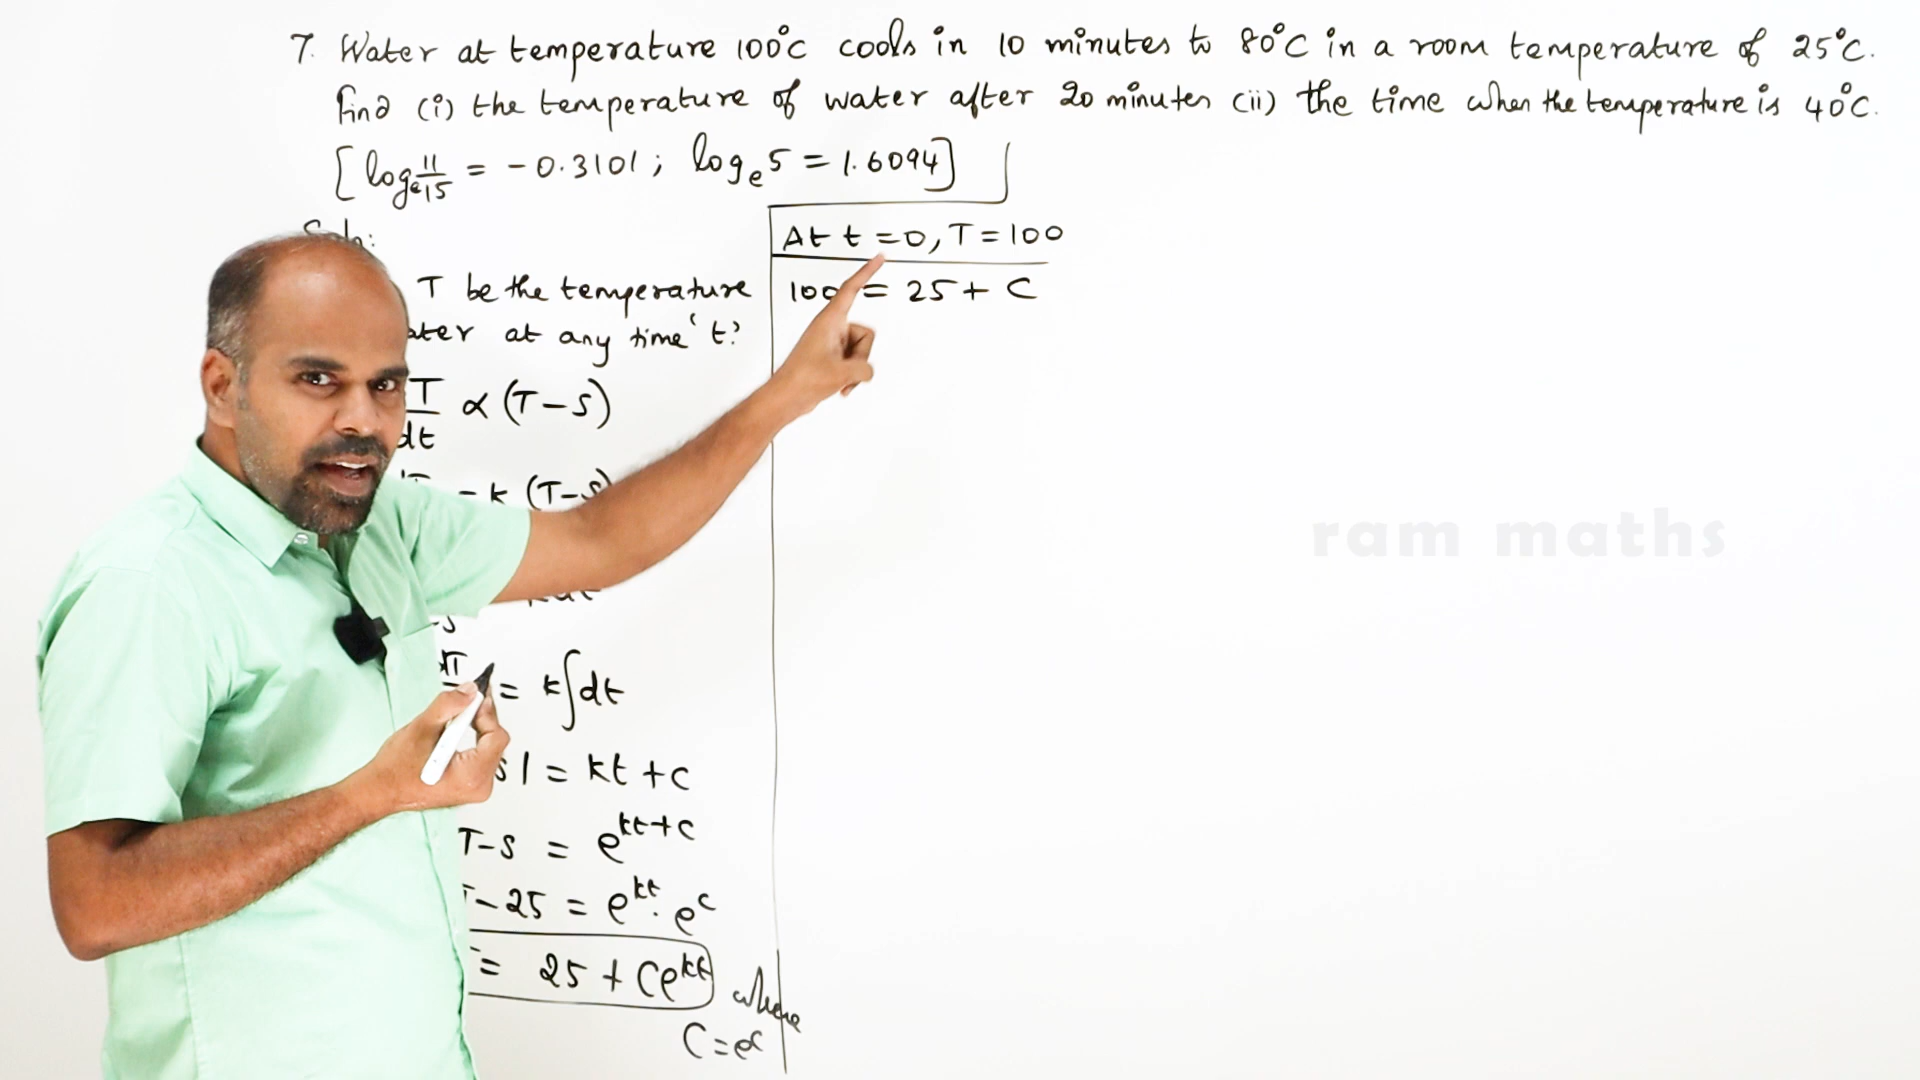 7. Water at temperature 100°C cools in 10 minutes to 80°C in a room temperature of 25°C.
Find (i) the temperature of water after 20 minutes (ii) the time when the temperature is 40°C.
[log_e 11/15 = -0.3101; log_e 5 = 1.6094]
Soln:
T be the temperature
at any time 't'.
T/dt ∝ (T-S)
= k (T-S)
= k∫dt
s| = kt + c
T-S = e^(kt+c)
T-25 = e^(kt) . e^c
= 25 + Ce^(kt) where
C = e^c
At t = 0, T = 100
100 = 25 + C
ram maths